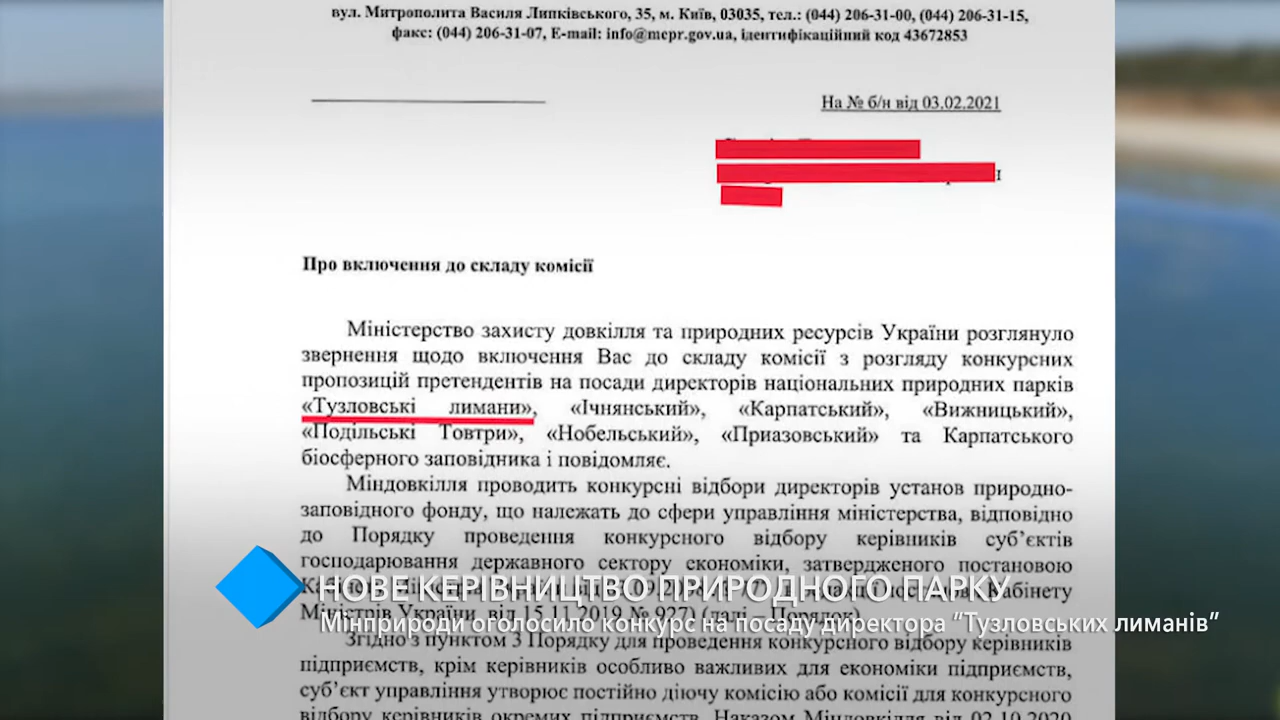 вул. Митрополита Василя Липківського, 35, м. Київ, 03035, тел.: (044) 206-31-00, (044) 206-31-15,
факс: (044) 206-31-07, E-mail: info@mepr.gov.ua, ідентифікаційний код 43672853
На № б/н від 03.02.2021
Про включення до складу комісії
Міністерство захисту довкілля та природних ресурсів України розглянуло
звернення щодо включення Вас до складу комісії з розгляду конкурсних
пропозицій претендентів на посади директорів національних природних парків
«Тузловські лимани», «Ічнянський», «Карпатський», «Вижницький»,
«Подільські Товтри», «Нобельський», «Приазовський» та Карпатського
біосферного заповідника і повідомляє.
Міндовкілля проводить конкурсні відбори директорів установ природно-
заповідного фонду, що належать до сфери управління міністерства, відповідно
до Порядку проведення конкурсного відбору керівників суб’єктів
господарювання державного сектору економіки, затвердженого постановою
Кабінету
НОВЕ КЕРІВНИЦТВО ПРИРОДНОГО ПАРКУ
Міністрів України від 15.11.2019 № 927) (далі – Порядок).
Мінприроди оголосило конкурс на посаду директора “Тузловських лиманів”
Згідно з пунктом 3 Порядку для проведення конкурсного відбору керівників
підприємств, крім керівників особливо важливих для економіки підприємств,
суб’єкт управління утворює постійно діючу комісію або комісії для конкурсного
відбору керівників окремих підприємств. Наказом Міндовкілля від 02.10.2020